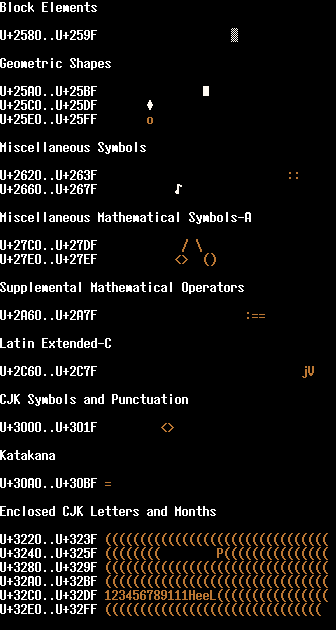 Block Elements
U+2580..U+259F ▒
Geometric Shapes
U+25A0..U+25BF ▮
U+25C0..U+25DF ◆
U+25E0..U+25FF o
Miscellaneous Symbols
U+2620..U+263F ::
U+2660..U+267F ♪
Miscellaneous Mathematical Symbols-A
U+27C0..U+27DF / \
U+27E0..U+27EF <> ()
Supplemental Mathematical Operators
U+2A60..U+2A7F :==
Latin Extended-C
U+2C60..U+2C7F jV
CJK Symbols and Punctuation
U+3000..U+301F <>
Katakana
U+30A0..U+30BF =
Enclosed CJK Letters and Months
U+3220..U+323F ((((((((((((((((((((((((((((((((
U+3240..U+325F ((((((((        P(((((((((((((((
U+3280..U+329F ((((((((((((((((((((((((((((((((
U+32A0..U+32BF ((((((((((((((((((((((((((((((((
U+32C0..U+32DF 123456789111HeeL((((((((((((((((
U+32E0..U+32FF (((((((((((((((((((((((((((((((